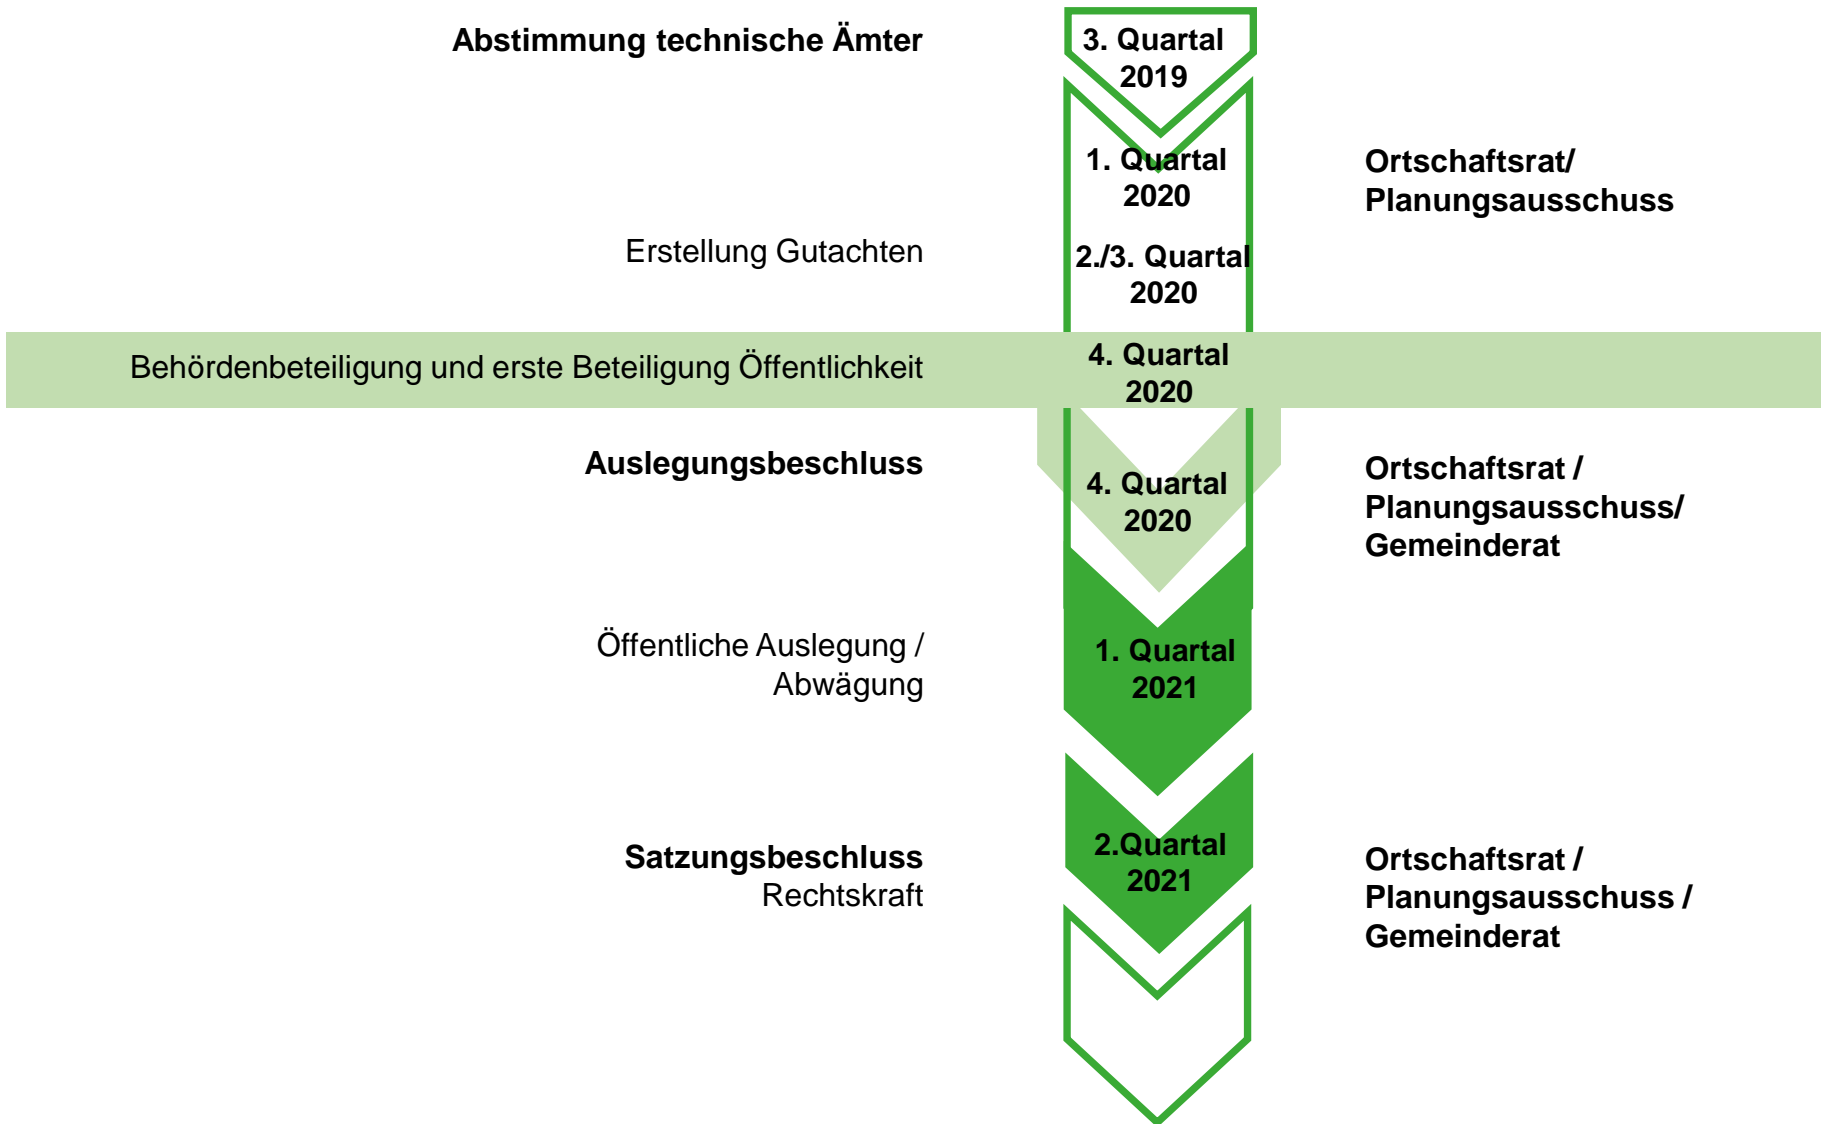 Abstimmung technische Ämter
3. Quartal
2019
1. Quartal
2020
Ortschaftsrat/
Planungsausschuss
Erstellung Gutachten
2./3. Quartal
2020
Behördenbeteiligung und erste Beteiligung Öffentlichkeit
4. Quartal
2020
Auslegungsbeschluss
4. Quartal
2020
Ortschaftsrat /
Planungsausschuss/
Gemeinderat
Öffentliche Auslegung /
Abwägung
1. Quartal
2021
Satzungsbeschluss
Rechtskraft
2.Quartal
2021
Ortschaftsrat /
Planungsausschuss /
Gemeinderat